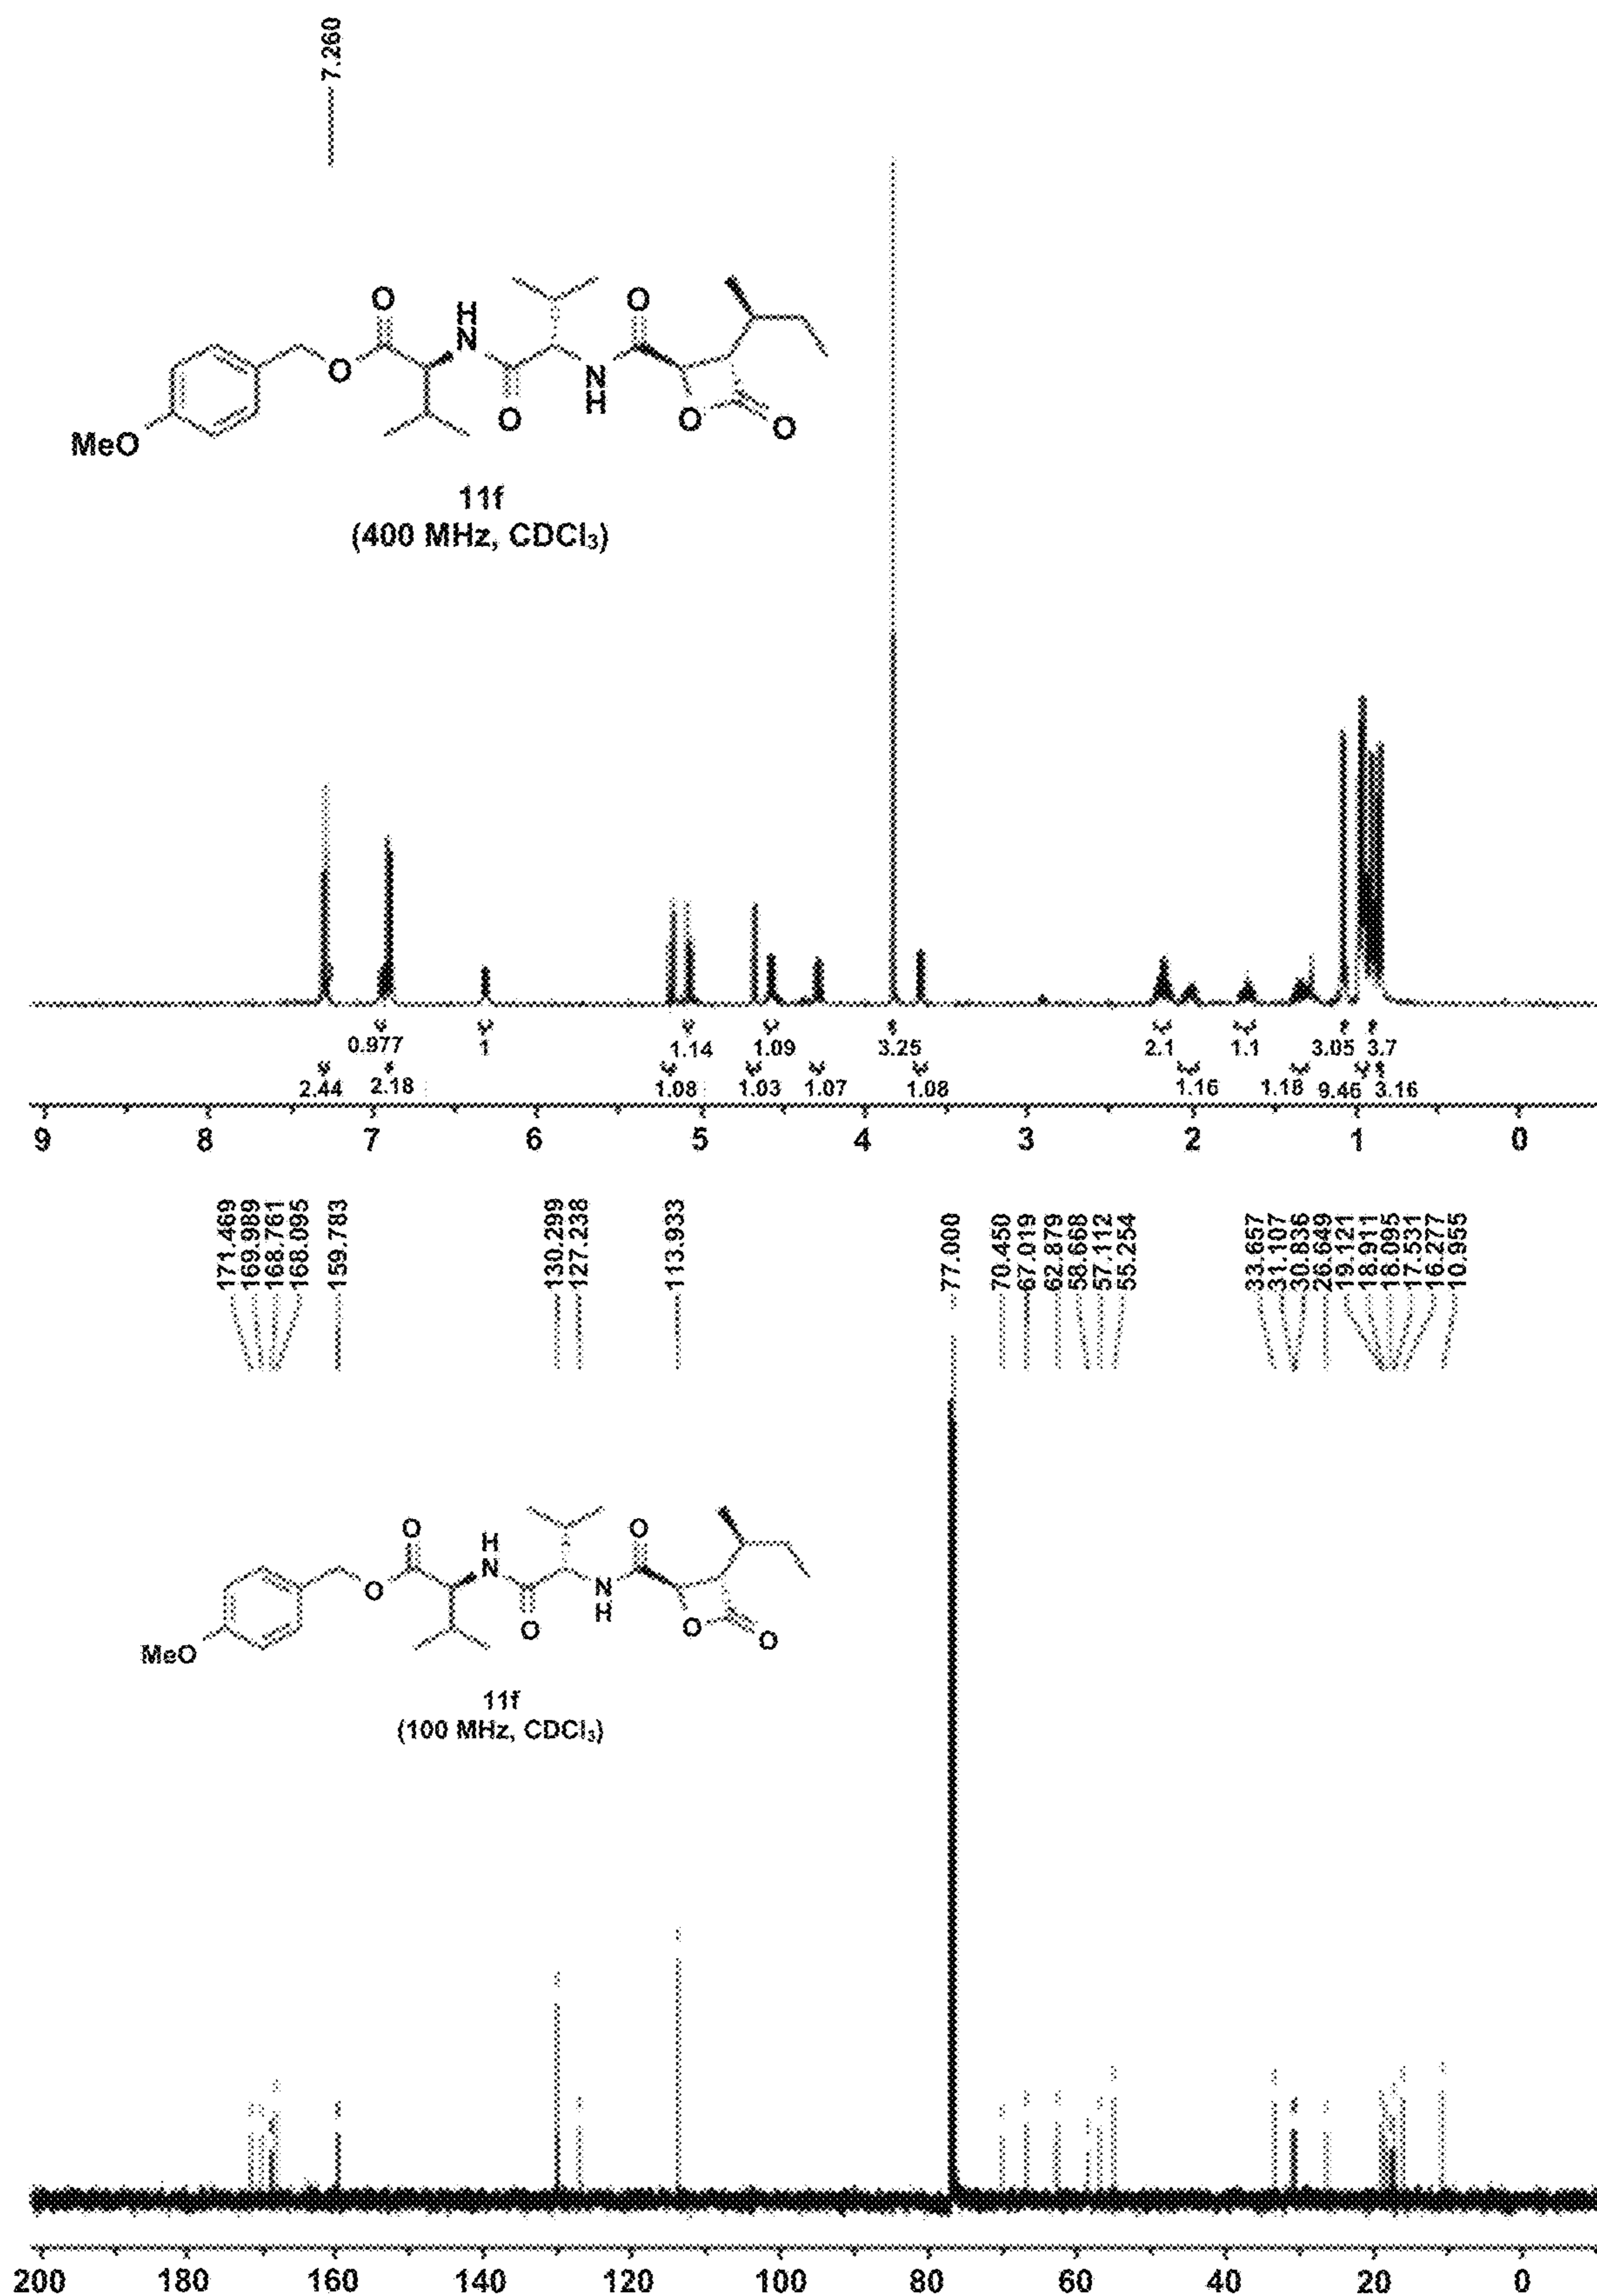 7.260
O
H
N
O
O
O
N
H
O
O
MeO
11f
(400 MHz, CDCl₃)
0.977
1
1.14
1.09
3.25
2.1
1.1
3.05
3.7
2.44
2.18
1.08
1.03
1.07
1.08
1.16
1.18
9.46
3.16
9 8 7 6 5 4 3 2 1 0
171.469
169.989
168.761
168.095
159.783
130.299
127.238
113.933
77.000
70.450
67.019
62.879
58.668
57.112
55.254
33.657
31.107
30.836
26.649
19.121
18.911
18.095
17.531
16.277
10.955
O
H
N
O
O
O
N
H
O
O
MeO
11f
(100 MHz, CDCl₃)
200 180 160 140 120 100 80 60 40 20 0